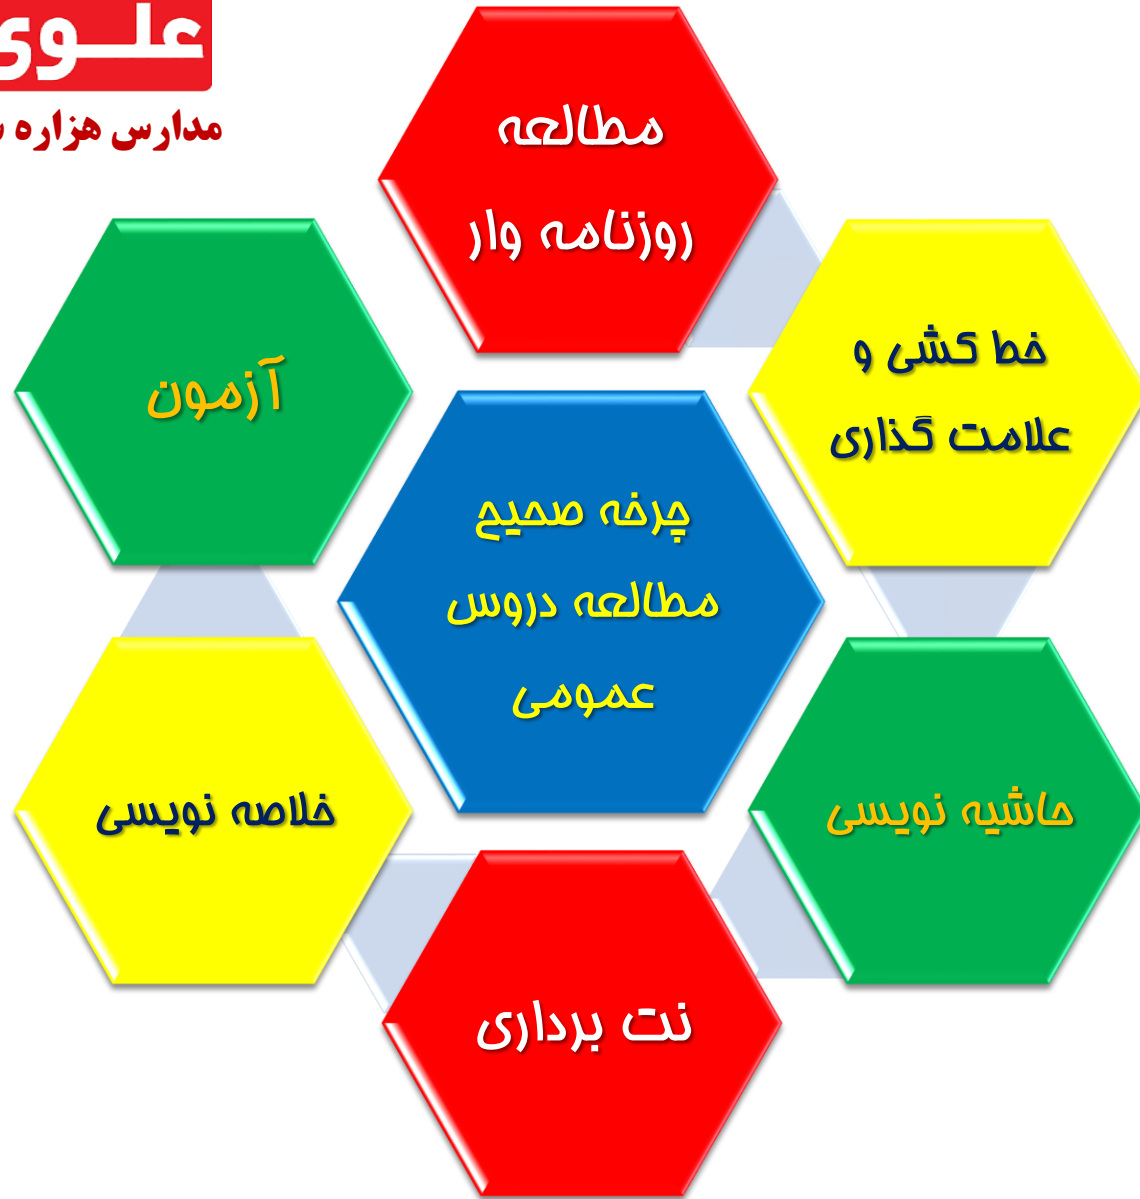 علوی
مدارس هزاره
مطالعه
روزنامه وار
خط کشی و
علامت گذاری
حاشیه نویسی
نت برداری
خلاصه نویسی
آزمون
چرخه صحیح
مطالعه دروس
عمومی